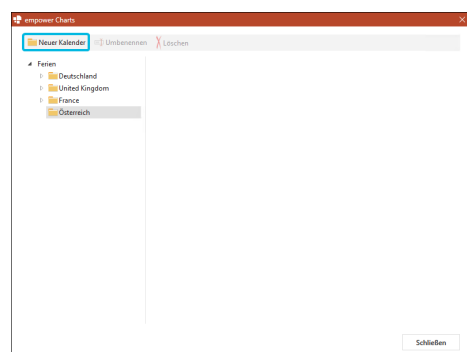 empower Charts
Neuer Kalender Umbenennen Löschen
Ferien
Deutschland
United Kingdom
France
Österreich
Schließen